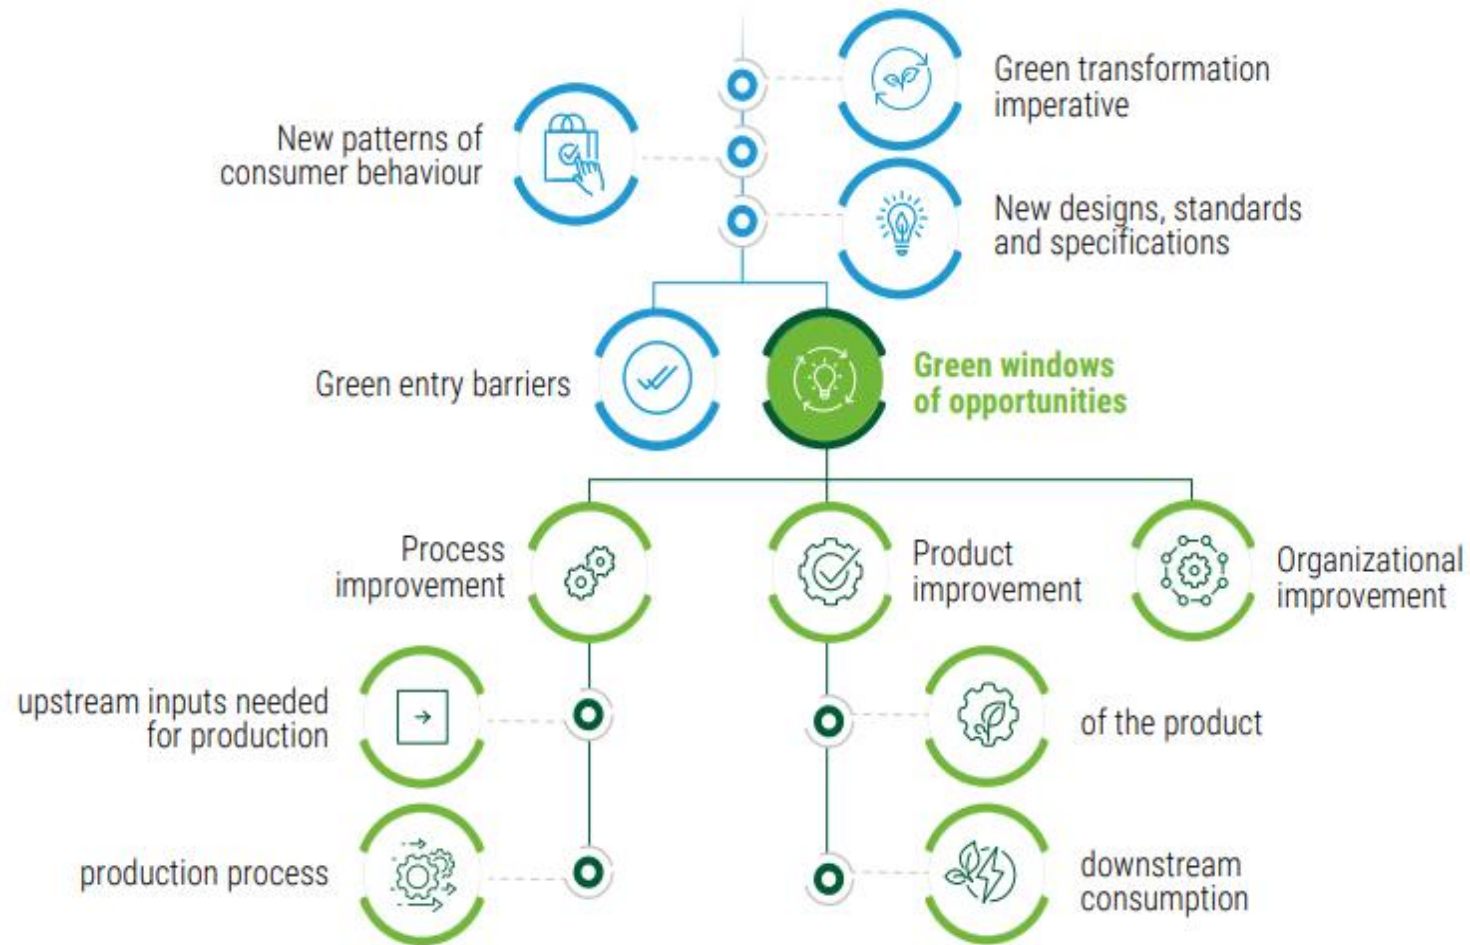 Green transformation
imperative
New patterns of
consumer behaviour
New designs, standards
and specifications
Green entry barriers
Green windows
of opportunities
Process
improvement
Product
improvement
Organizational
improvement
upstream inputs needed
for production
of the product
production process
downstream
consumption